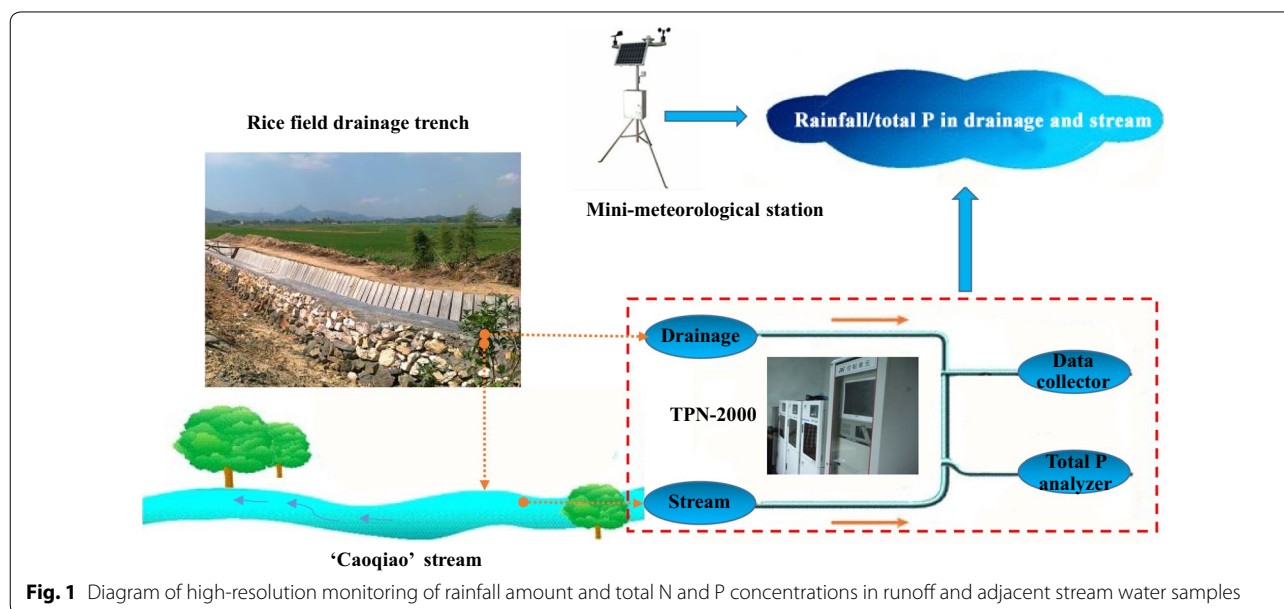 Rice field drainage trench
Mini-meteorological station
Rainfall/total P in drainage and stream
Drainage
TPN-2000
Stream
Data
collector
Total P
analyzer
‘Caoqiao’ stream
Fig. 1 Diagram of high-resolution monitoring of rainfall amount and total N and P concentrations in runoff and adjacent stream water samples